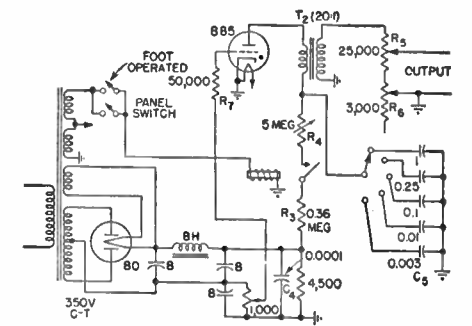 885
T2 (20:1)
FOOT
OPERATED
PANEL
SWITCH
50,000
R7
R5
25,000
OUTPUT
3,000
R6
5 MEG
R4
R3
0.36
MEG
1
0.25
0.1
0.01
0.003
C5
8H
80
8
8
8
0.0001
C4
4,500
1,000
350V
C-T